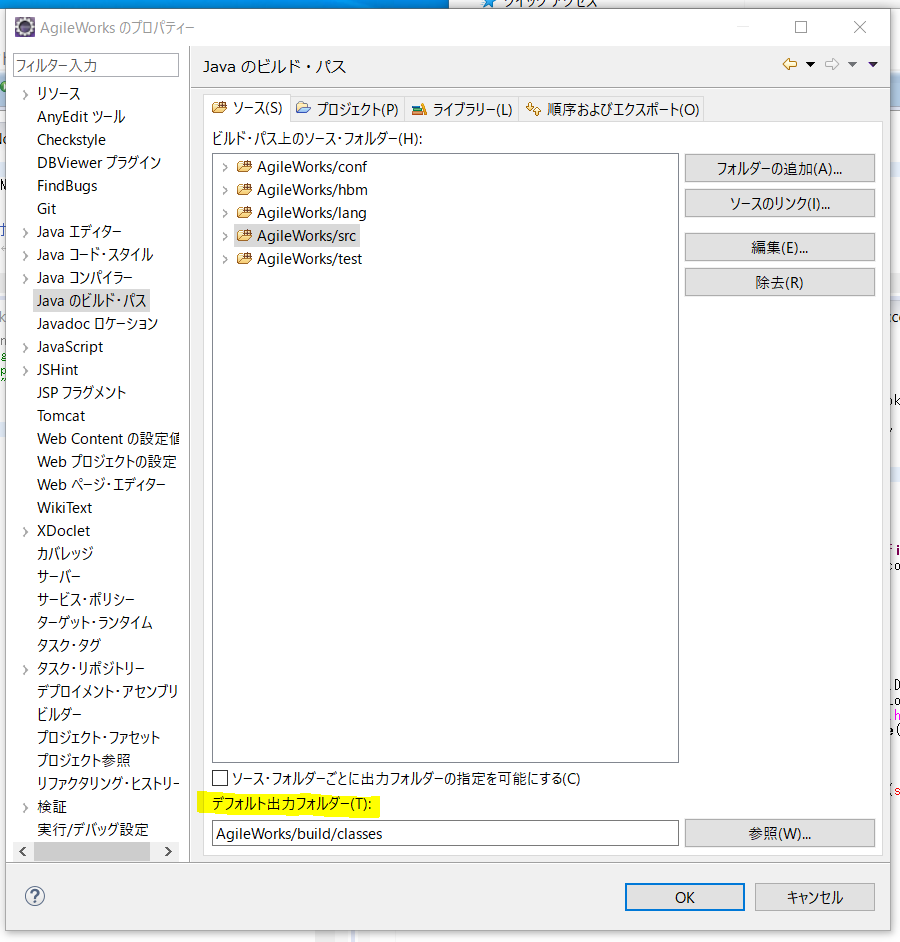 クイック アクセス
AgileWorks のプロパティー
フィルター入力
リソース
AnyEdit ツール
Checkstyle
DBViewer プラグイン
FindBugs
Git
Java エディター
Java コード・スタイル
Java コンパイラー
Java のビルド・パス
Javadoc ロケーション
JavaScript
JSHint
JSP フラグメント
Tomcat
Web Content の設定値
Web プロジェクトの設定
Web ページ・エディター
WikiText
XDoclet
カバレッジ
サーバー
サービス・ポリシー
ターゲット・ランタイム
タスク・タグ
タスク・リポジトリー
デプロイメント・アセンブリ
ビルダー
プロジェクト・ファセット
プロジェクト参照
リファクタリング・ヒストリー
検証
実行/デバッグ設定
Java のビルド・パス
ソース(S)
プロジェクト(P)
ライブラリー(L)
順序およびエクスポート(O)
ビルド・パス上のソース・フォルダー(H):
AgileWorks/conf
AgileWorks/hbm
AgileWorks/lang
AgileWorks/src
AgileWorks/test
フォルダーの追加(A)...
ソースのリンク(I)...
編集(E)...
除去(R)
ソース・フォルダーごとに出力フォルダーの指定を可能にする(C)
デフォルト出力フォルダー(T):
AgileWorks/build/classes
参照(W)...
OK
キャンセル